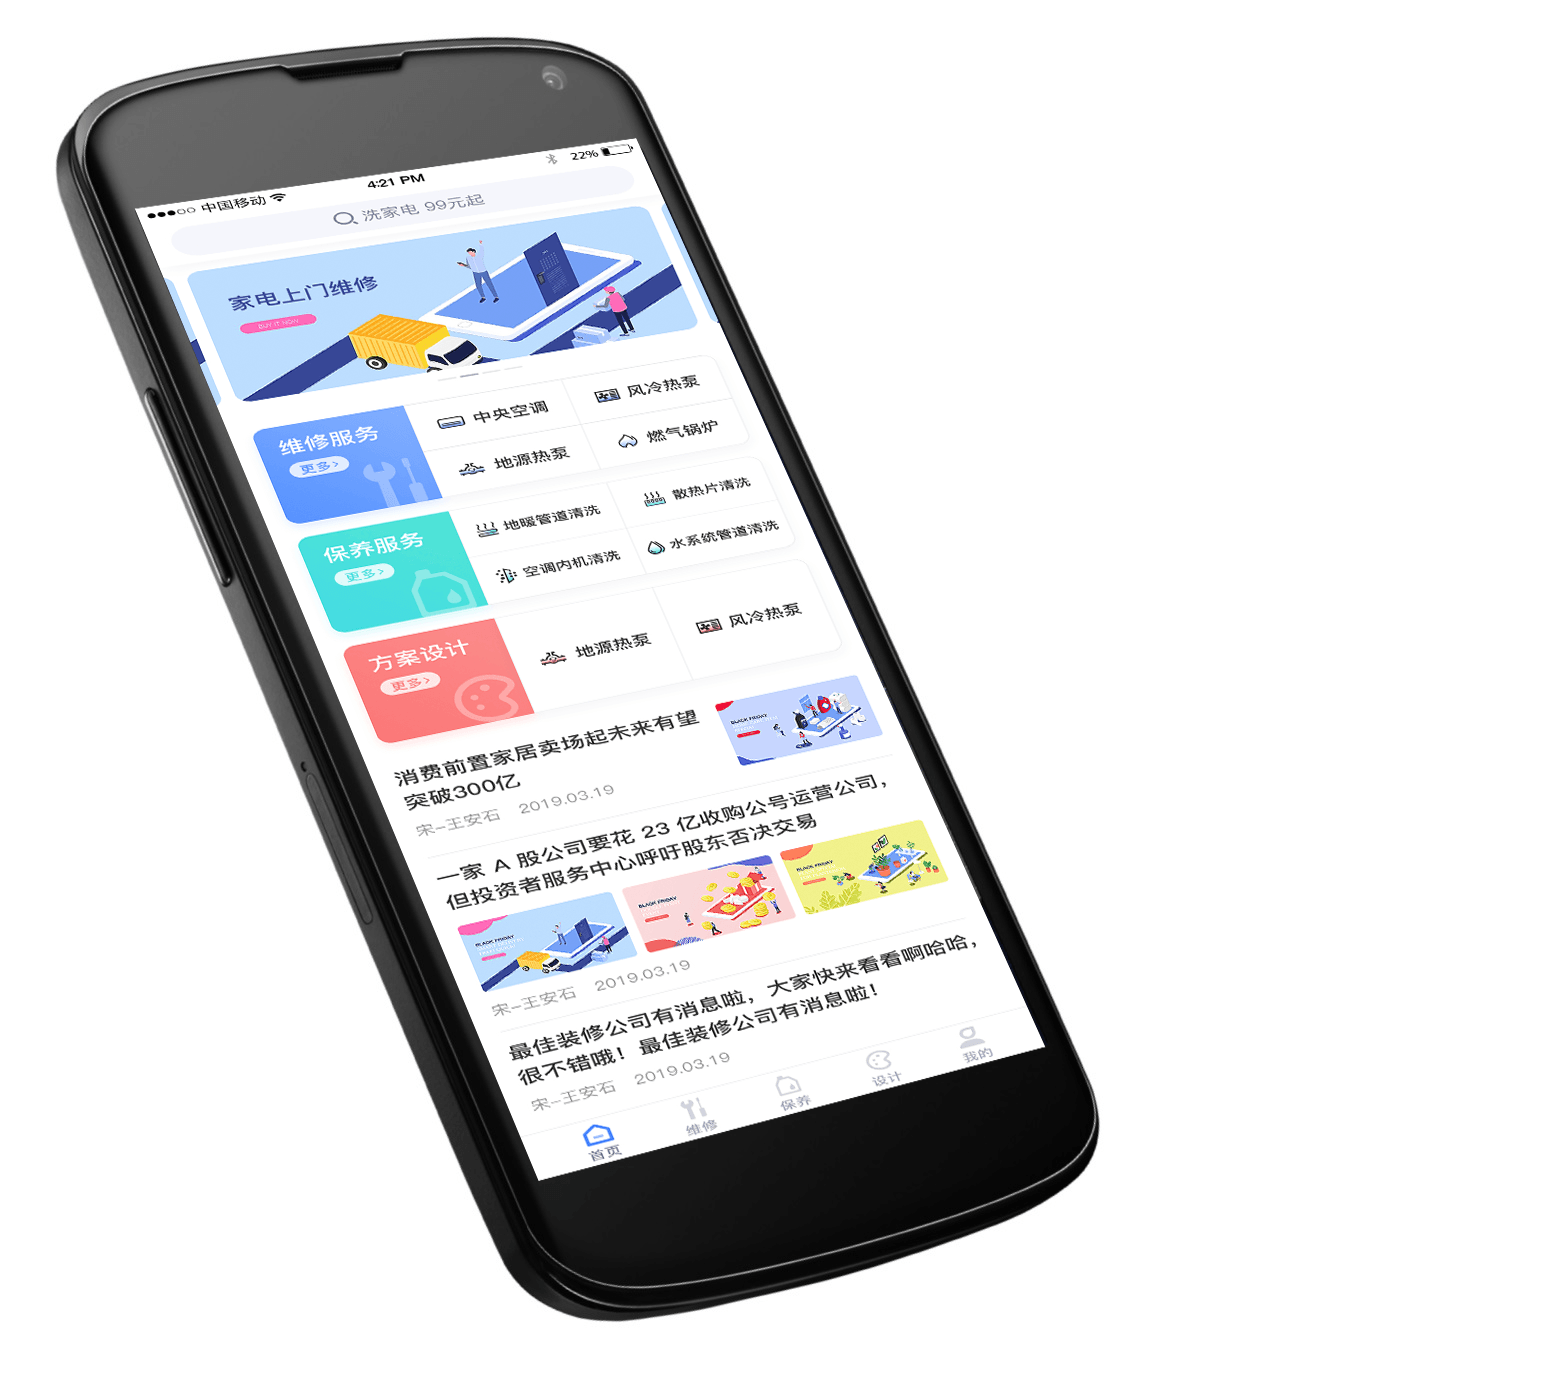 中国移动
4:21 PM
22%
洗家电 99元起
家电上门维修
BUY IT NOW
维修服务
更多>
中央空调
风冷热泵
地源热泵
燃气锅炉
保养服务
更多>
地暖管道清洗
散热片清洗
空调内机清洗
水系统管道清洗
方案设计
更多>
地源热泵
风冷热泵
消费前置家居卖场起未来有望
突破300亿
宋-王安石 2019.03.19
BLACK FRIDAY
一家 A 股公司要花 23 亿收购公号运营公司，
但投资者服务中心呼吁股东否决交易
BLACK FRIDAY
BLACK FRIDAY
BLACK FRIDAY
宋-王安石 2019.03.19
最佳装修公司有消息啦，大家快来看看啊哈哈，
很不错哦！最佳装修公司有消息啦！
宋-王安石 2019.03.19
首页
维修
保养
设计
我的